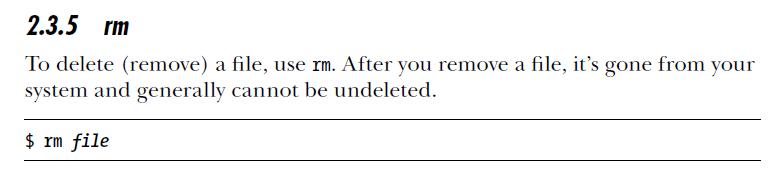 2.3.5 rm
To delete (remove) a file, use rm. After you remove a file, it’s gone from your
system and generally cannot be undeleted.
$ rm file